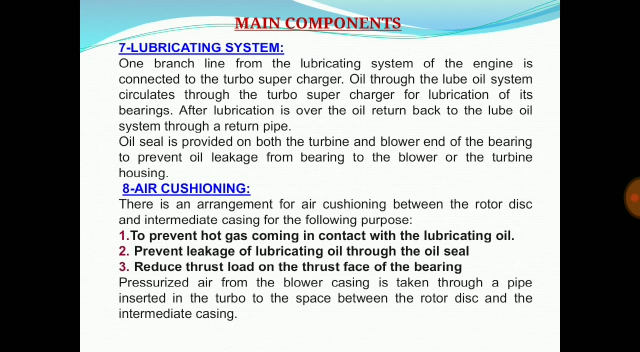 MAIN COMPONENTS
7-LUBRICATING SYSTEM:
One branch line from the lubricating system of the engine is
connected to the turbo super charger. Oil through the lube oil system
circulates through the turbo super charger for lubrication of its
bearings. After lubrication is over the oil return back to the lube oil
system through a return pipe.
Oil seal is provided on both the turbine and blower end of the bearing
to prevent oil leakage from bearing to the blower or the turbine
housing.
8-AIR CUSHIONING:
There is an arrangement for air cushioning between the rotor disc
and intermediate casing for the following purpose:
1.To prevent hot gas coming in contact with the lubricating oil.
2. Prevent leakage of lubricating oil through the oil seal
3. Reduce thrust load on the thrust face of the bearing
Pressurized air from the blower casing is taken through a pipe
inserted in the turbo to the space between the rotor disc and the
intermediate casing.